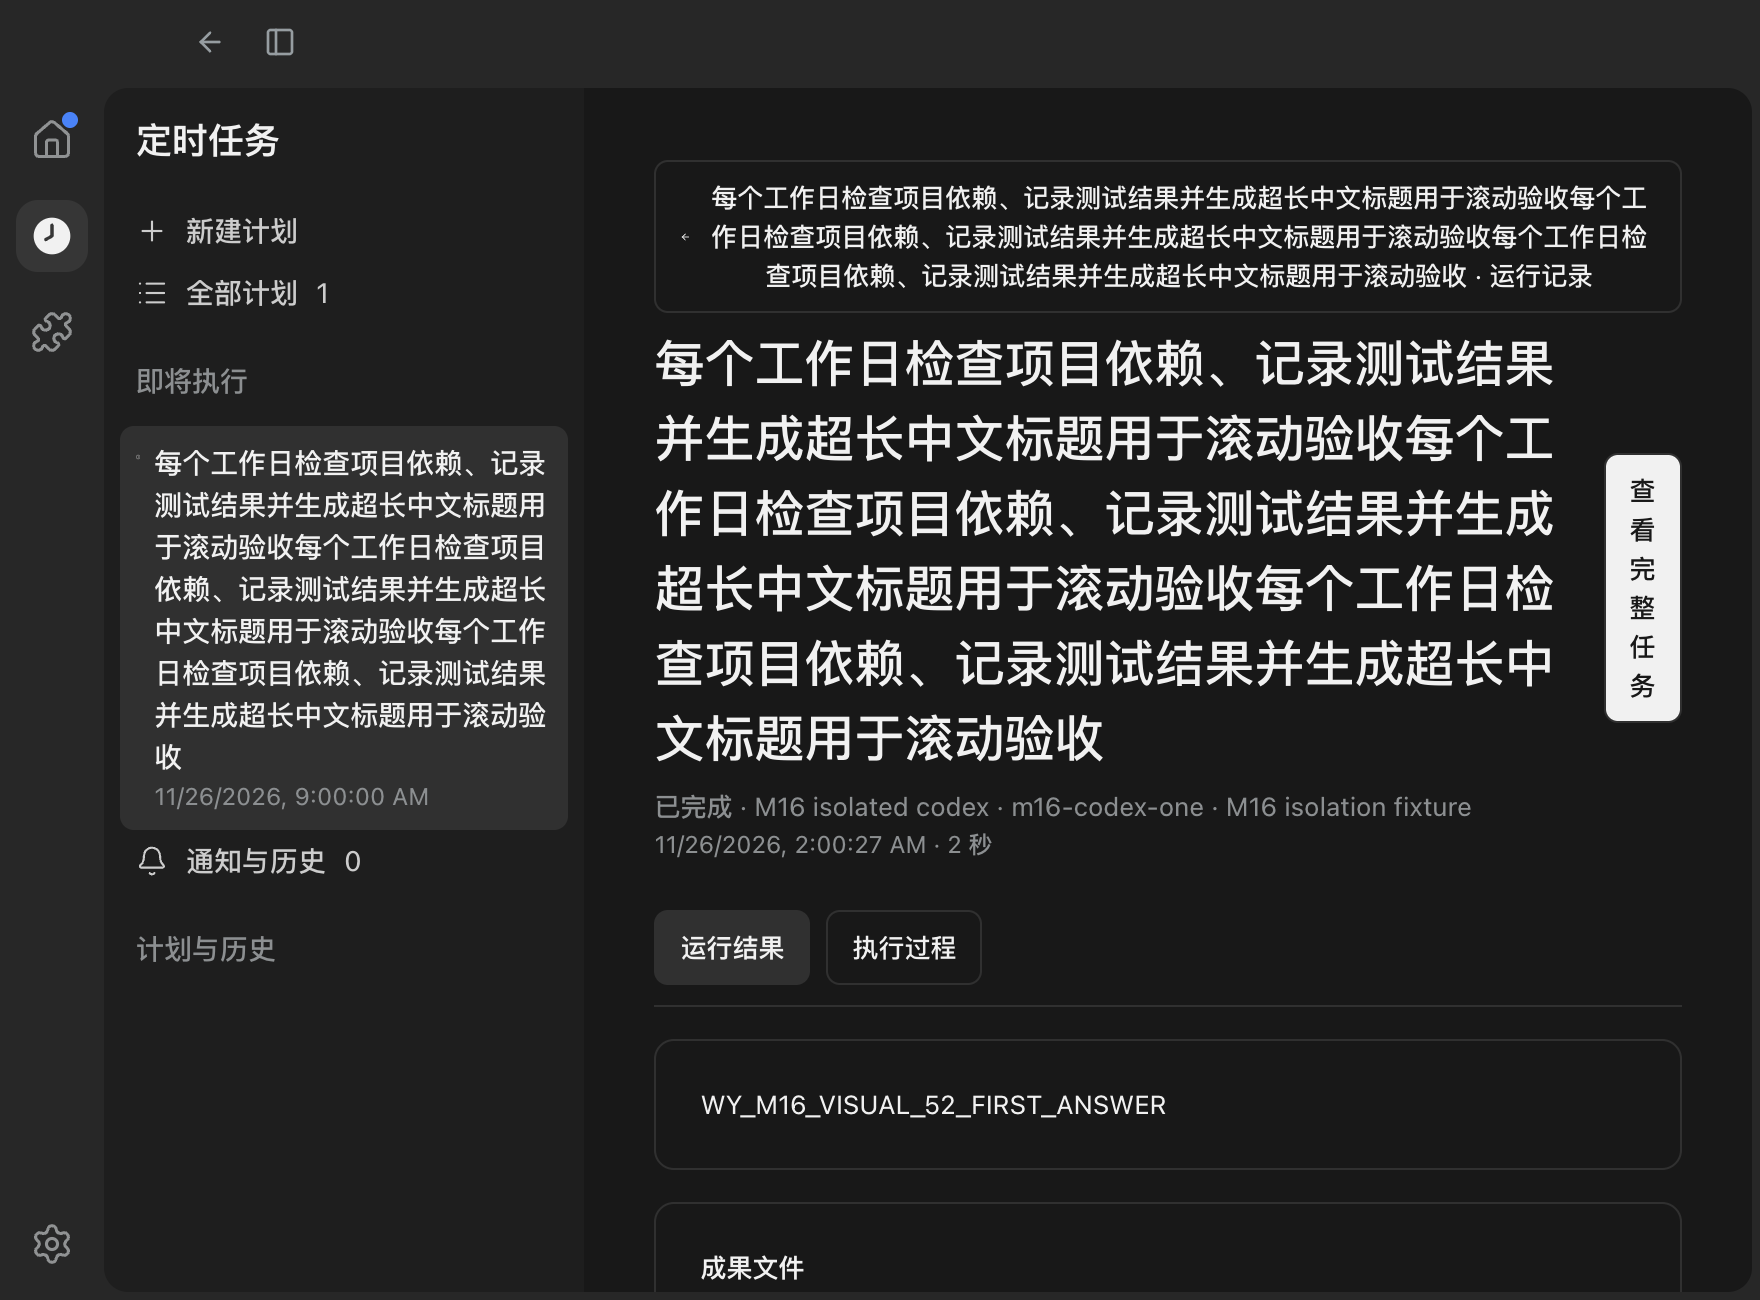 定时任务
新建计划
全部计划 1
即将执行
每个工作日检查项目依赖、记录
测试结果并生成超长中文标题用
于滚动验收每个工作日检查项目
依赖、记录测试结果并生成超长
中文标题用于滚动验收每个工作
日检查项目依赖、记录测试结果
并生成超长中文标题用于滚动验
收
11/26/2026, 9:00:00 AM
通知与历史 0
计划与历史
每个工作日检查项目依赖、记录测试结果并生成超长中文标题用于滚动验收每个工
作日检查项目依赖、记录测试结果并生成超长中文标题用于滚动验收每个工作日检
查项目依赖、记录测试结果并生成超长中文标题用于滚动验收 · 运行记录
每个工作日检查项目依赖、记录测试结果
并生成超长中文标题用于滚动验收每个工
作日检查项目依赖、记录测试结果并生成
超长中文标题用于滚动验收每个工作日检
查项目依赖、记录测试结果并生成超长中
文标题用于滚动验收
查
看
完
整
任
务
已完成 · M16 isolated codex · m16-codex-one · M16 isolation fixture
11/26/2026, 2:00:27 AM · 2 秒
运行结果
执行过程
WY_M16_VISUAL_52_FIRST_ANSWER
成果文件